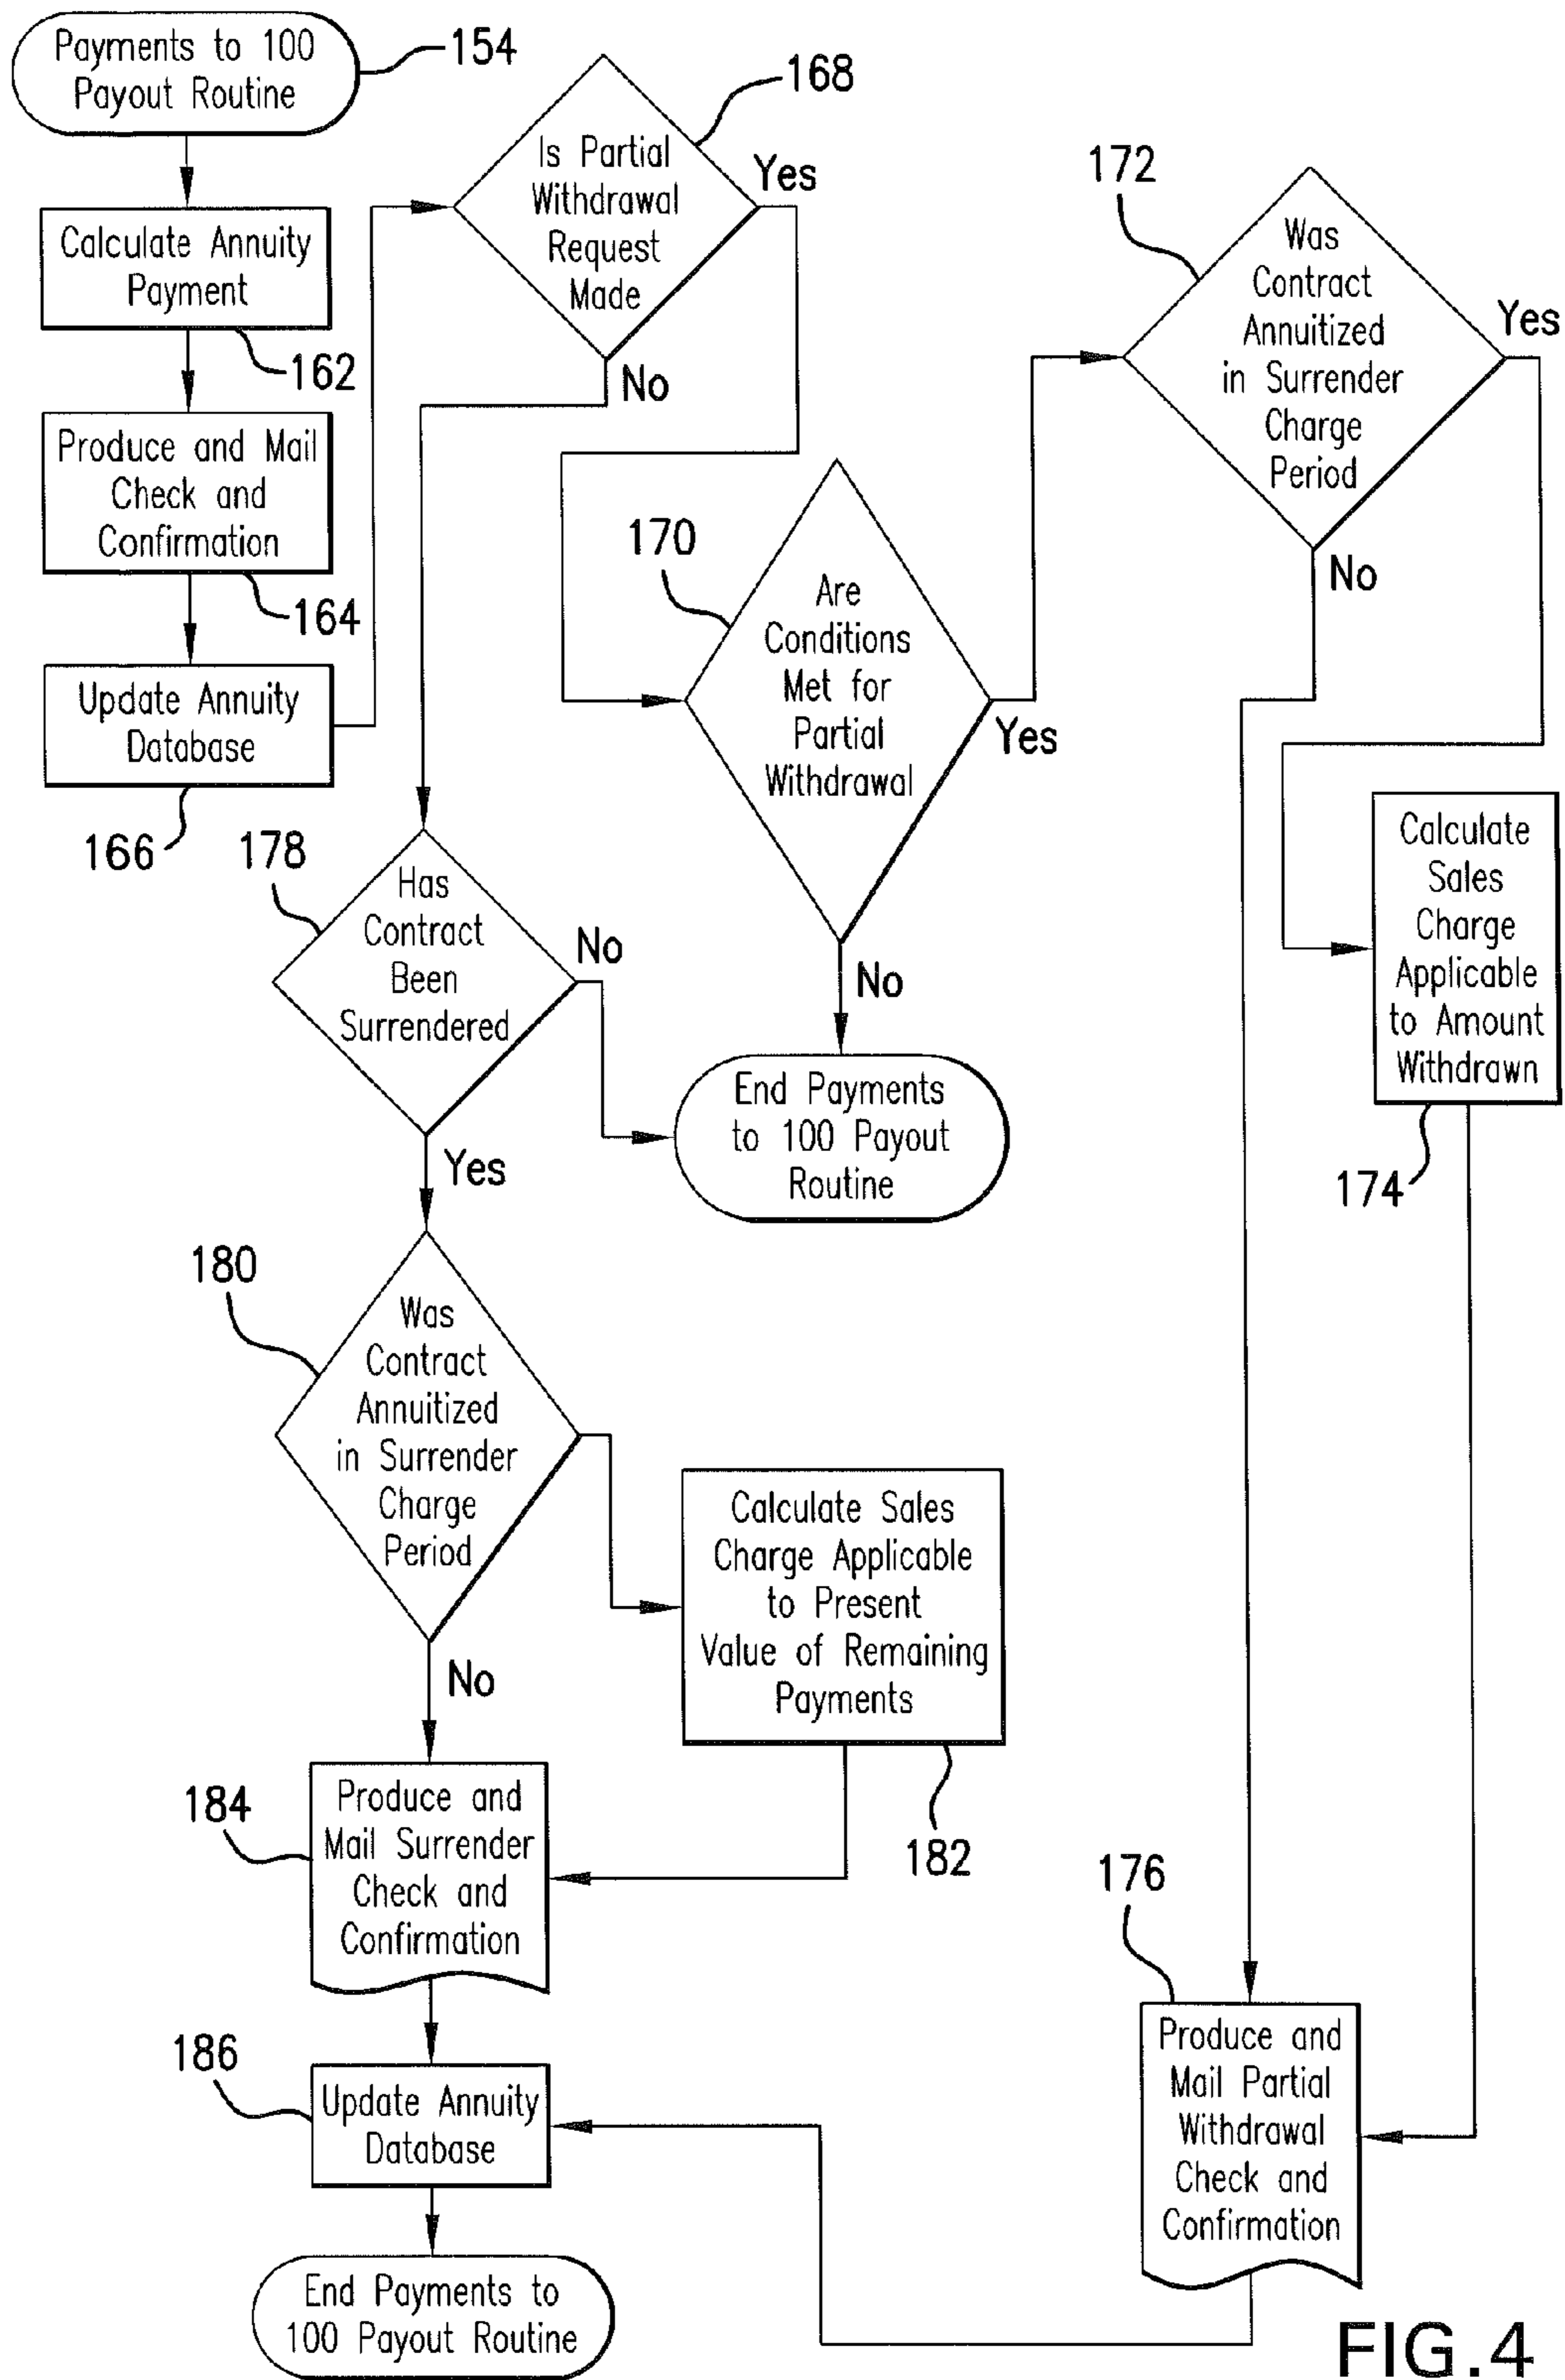 Payments to 100
Payout Routine
154
Calculate Annuity
Payment
162
Produce and Mail
Check and
Confirmation
164
Update Annuity
Database
166
Is Partial
Withdrawal
Request
Made
168
Yes
No
Are
Conditions
Met for
Partial
Withdrawal
170
Yes
No
Was
Contract
Annuitized
in Surrender
Charge
Period
172
Yes
No
Calculate
Sales
Charge
Applicable
to Amount
Withdrawn
174
Produce and
Mail Partial
Withdrawal
Check and
Confirmation
176
Has
Contract
Been
Surrendered
178
No
Yes
End Payments
to 100 Payout
Routine
Was
Contract
Annuitized
in Surrender
Charge
Period
180
No
Calculate Sales
Charge Applicable
to Present
Value of Remaining
Payments
182
Produce and
Mail Surrender
Check and
Confirmation
184
Update Annuity
Database
186
End Payments to
100 Payout Routine
FIG.4